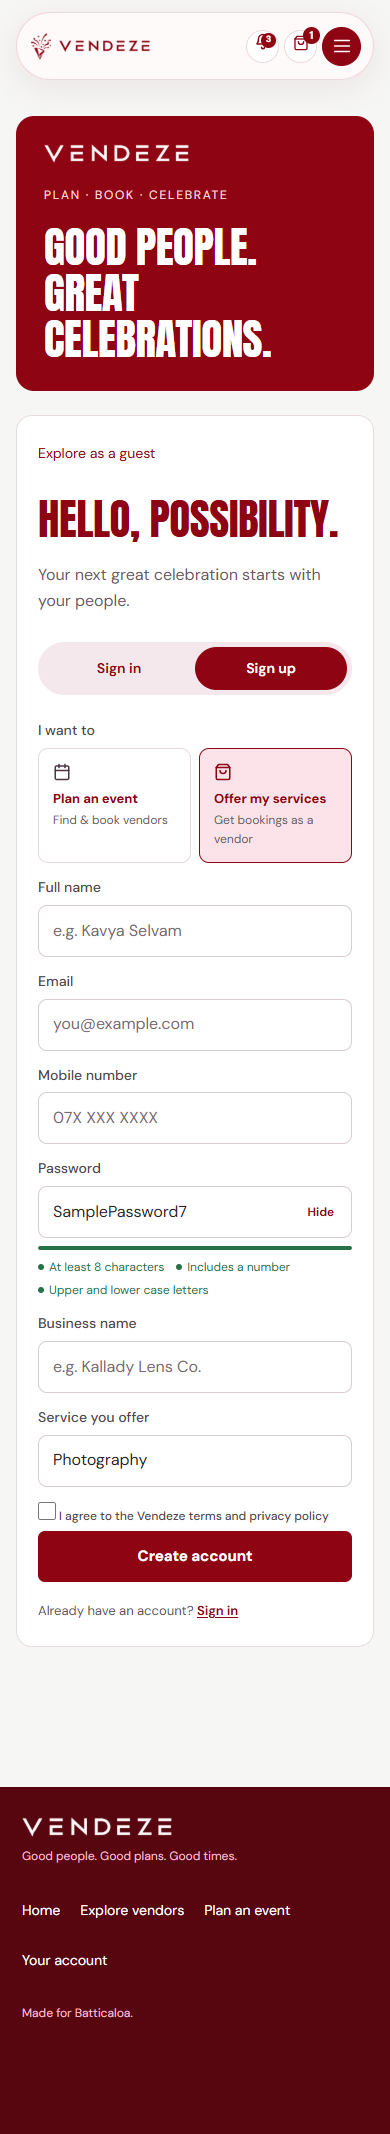 VENDEZE
3
1
VENDEZE
PLAN · BOOK · CELEBRATE
GOOD PEOPLE.
GREAT
CELEBRATIONS.
Explore as a guest
HELLO, POSSIBILITY.
Your next great celebration starts with
your people.
Sign in
Sign up
I want to
Plan an event
Find & book vendors
Offer my services
Get bookings as a
vendor
Full name
e.g. Kavya Selvam
Email
you@example.com
Mobile number
07X XXX XXXX
Password
SamplePassword7
Hide
At least 8 characters
Includes a number
Upper and lower case letters
Business name
e.g. Kallady Lens Co.
Service you offer
Photography
I agree to the Vendeze terms and privacy policy
Create account
Already have an account? Sign in
VENDEZE
Good people. Good plans. Good times.
Home
Explore vendors
Plan an event
Your account
Made for Batticaloa.